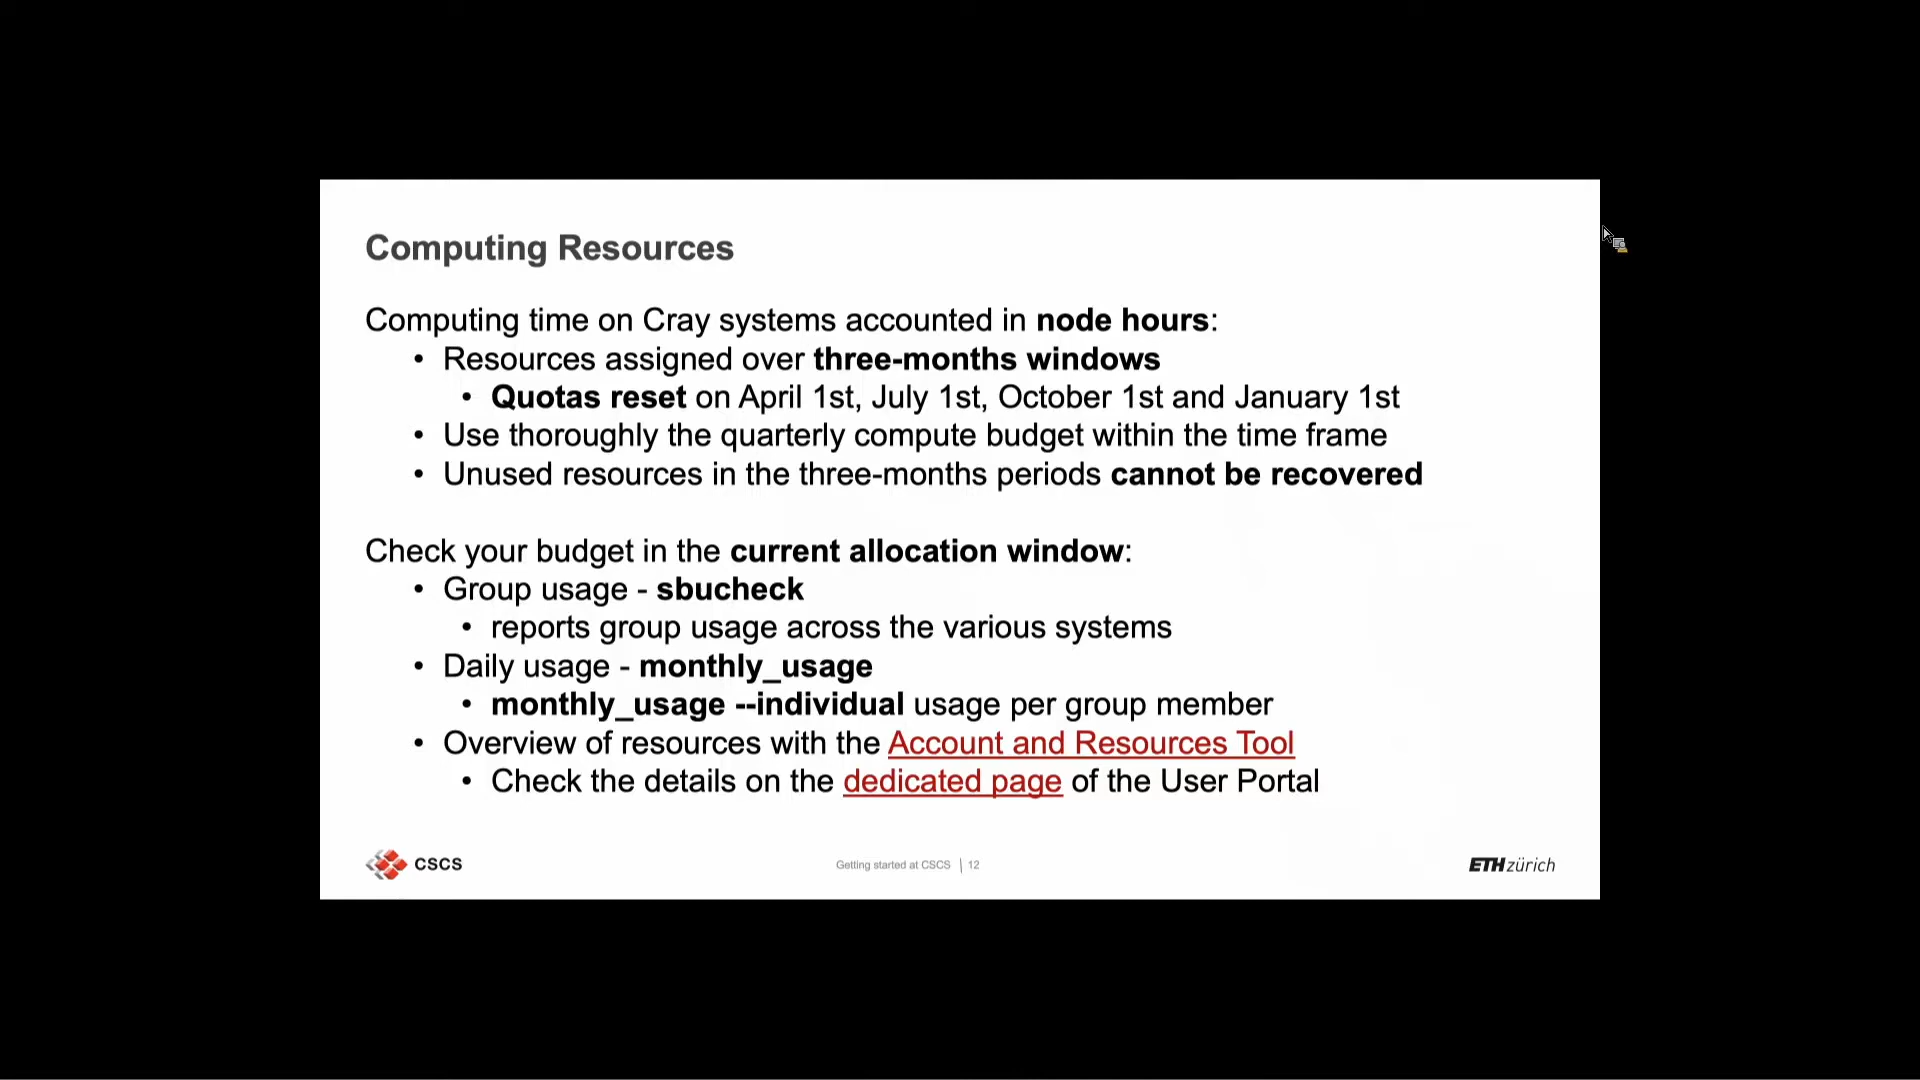 Computing Resources
Computing time on Cray systems accounted in node hours:
• Resources assigned over three-months windows
• Quotas reset on April 1st, July 1st, October 1st and January 1st
• Use thoroughly the quarterly compute budget within the time frame
• Unused resources in the three-months periods cannot be recovered
Check your budget in the current allocation window:
• Group usage - sbucheck
• reports group usage across the various systems
• Daily usage - monthly_usage
• monthly_usage --individual usage per group member
• Overview of resources with the Account and Resources Tool
• Check the details on the dedicated page of the User Portal
CSCS
Getting started at CSCS | 12
ETH zürich